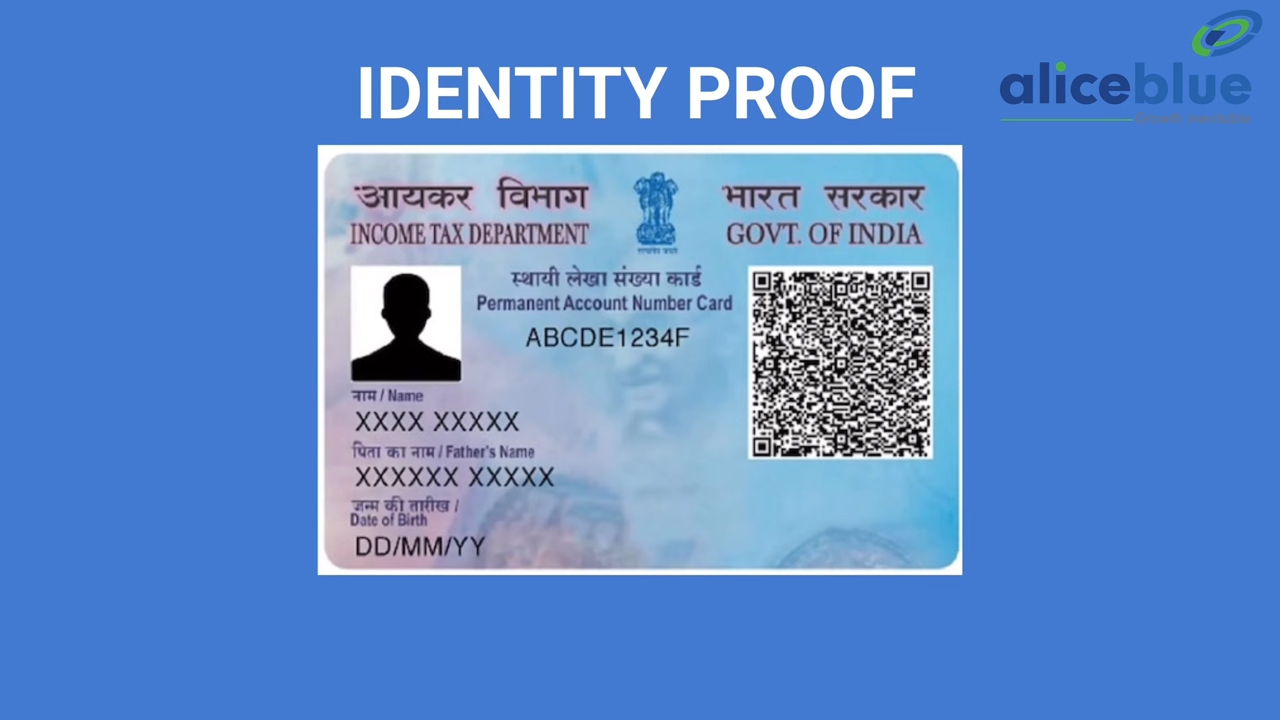 IDENTITY PROOF
aliceblue
आयकर विभाग
INCOME TAX DEPARTMENT
भारत सरकार
GOVT. OF INDIA
स्थायी लेखा संख्या कार्ड
Permanent Account Number Card
ABCDE1234F
नाम / Name
XXXX XXXXX
पिता का नाम / Father's Name
XXXXXX XXXXX
जन्म की तारीख /
Date of Birth
DD/MM/YY